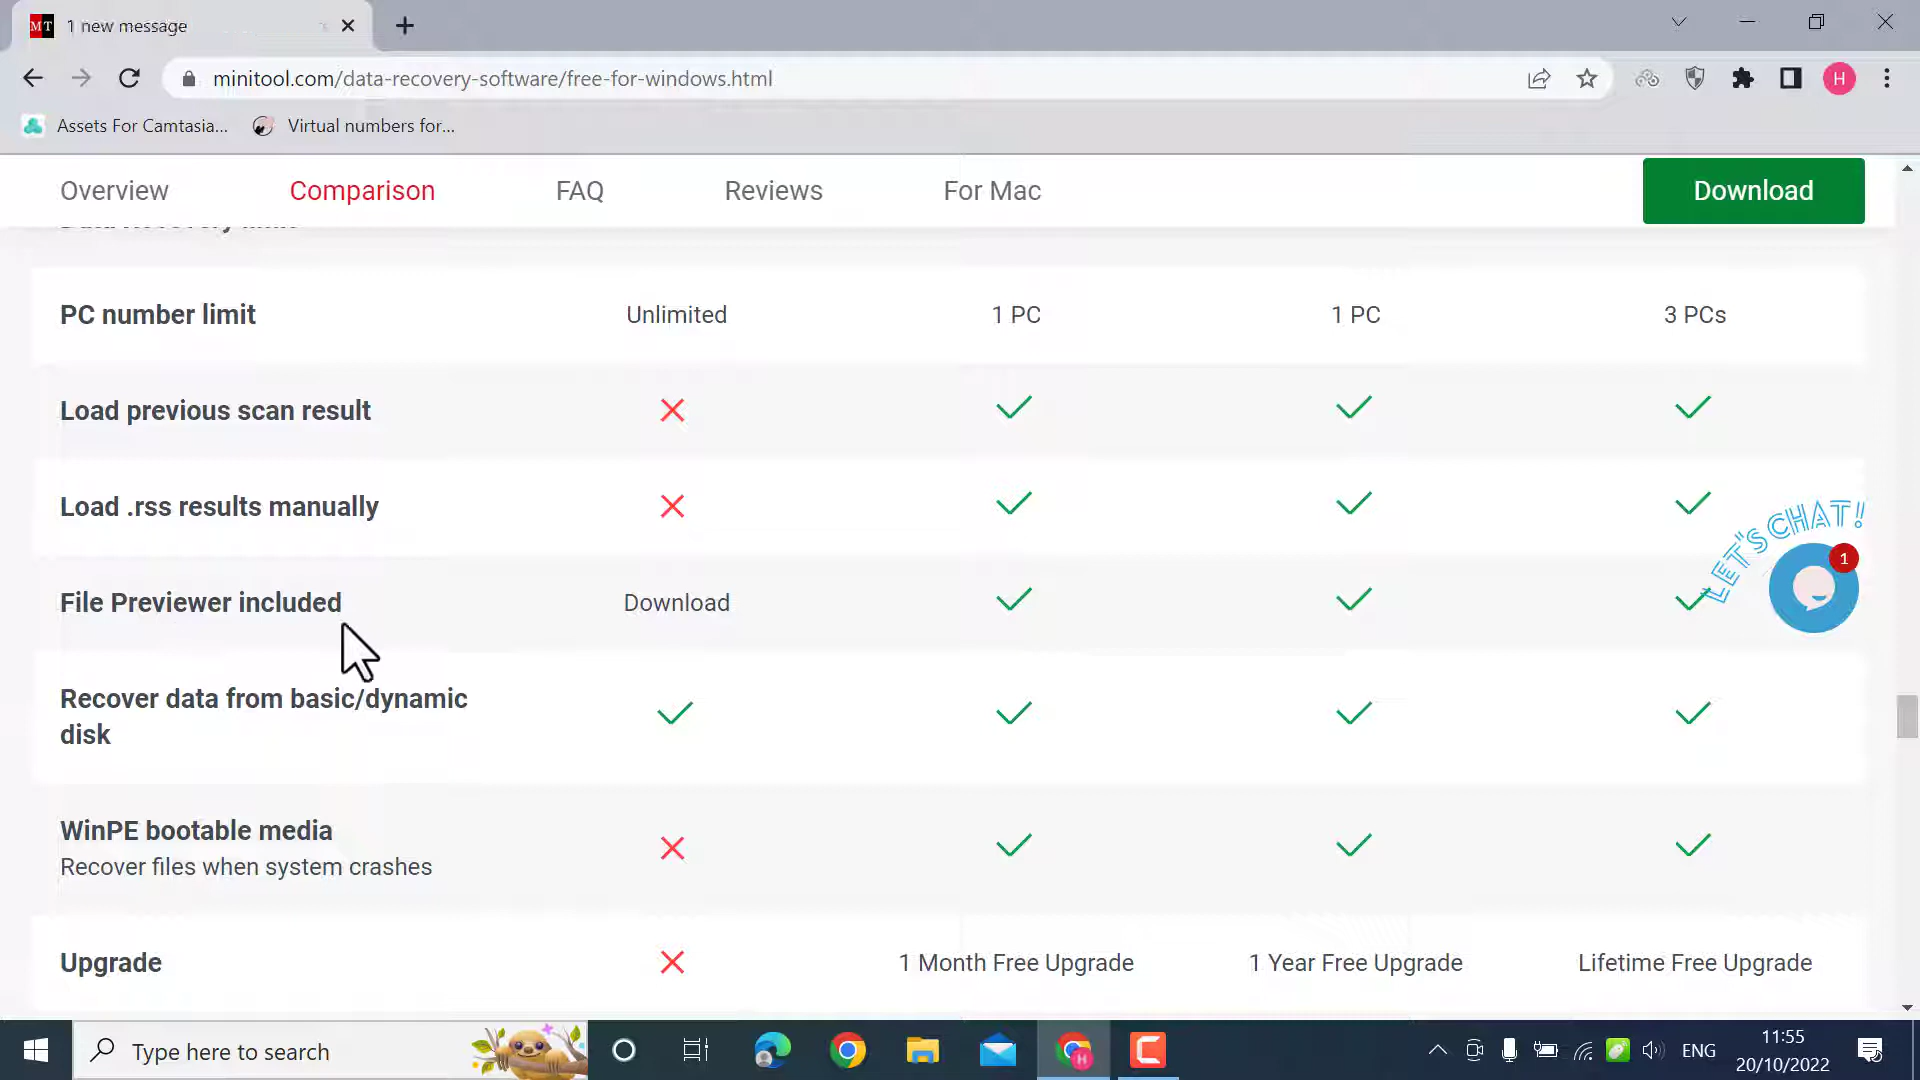 MT
1 new message
minitool.com/data-recovery-software/free-for-windows.html
H
Assets For Camtasia...
Virtual numbers for...
Overview
Comparison
FAQ
Reviews
For Mac
Download
PC number limit
Unlimited
1 PC
1 PC
3 PCs
Load previous scan result
Load .rss results manually
LET'S CHAT!
1
File Previewer included
Download
Recover data from basic/dynamic
disk
WinPE bootable media
Recover files when system crashes
Upgrade
1 Month Free Upgrade
1 Year Free Upgrade
Lifetime Free Upgrade
Type here to search
H
ENG
11:55
20/10/2022